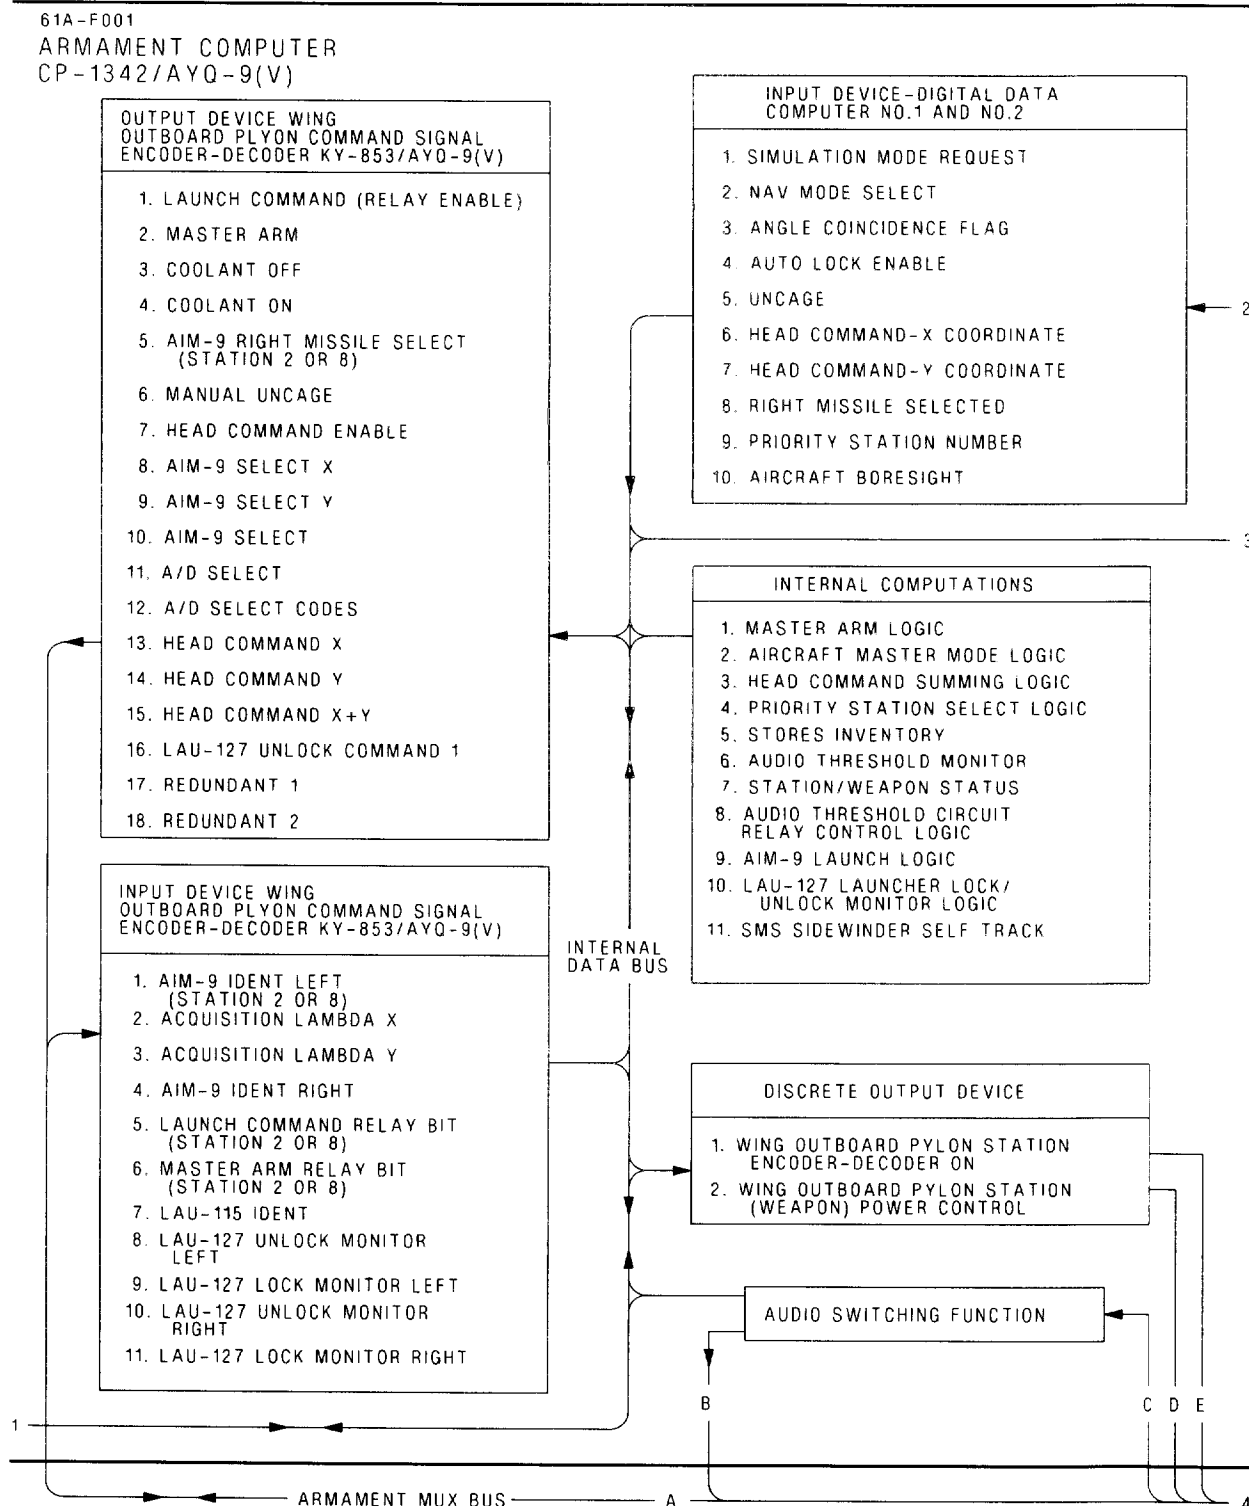 61A-F001
ARMAMENT COMPUTER
CP-1342/AYQ-9(V)
OUTPUT DEVICE WING
OUTBOARD PLYON COMMAND SIGNAL
ENCODER-DECODER KY-853/AYQ-9(V)
1. LAUNCH COMMAND (RELAY ENABLE)
2. MASTER ARM
3. COOLANT OFF
4. COOLANT ON
5. AIM-9 RIGHT MISSILE SELECT
(STATION 2 OR 8)
6. MANUAL UNCAGE
7. HEAD COMMAND ENABLE
8. AIM-9 SELECT X
9. AIM-9 SELECT Y
10. AIM-9 SELECT
11. A/D SELECT
12. A/D SELECT CODES
13. HEAD COMMAND X
14. HEAD COMMAND Y
15. HEAD COMMAND X+Y
16. LAU-127 UNLOCK COMMAND 1
17. REDUNDANT 1
18. REDUNDANT 2
INPUT DEVICE WING
OUTBOARD PLYON COMMAND SIGNAL
ENCODER-DECODER KY-853/AYQ-9(V)
1. AIM-9 IDENT LEFT
(STATION 2 OR 8)
2. ACQUISITION LAMBDA X
3. ACQUISITION LAMBDA Y
4. AIM-9 IDENT RIGHT
5. LAUNCH COMMAND RELAY BIT
(STATION 2 OR 8)
6. MASTER ARM RELAY BIT
(STATION 2 OR 8)
7. LAU-115 IDENT
8. LAU-127 UNLOCK MONITOR
LEFT
9. LAU-127 LOCK MONITOR LEFT
10. LAU-127 UNLOCK MONITOR
RIGHT
11. LAU-127 LOCK MONITOR RIGHT
1
INTERNAL
DATA BUS
INPUT DEVICE-DIGITAL DATA
COMPUTER NO.1 AND NO.2
1. SIMULATION MODE REQUEST
2. NAV MODE SELECT
3. ANGLE COINCIDENCE FLAG
4. AUTO LOCK ENABLE
5. UNCAGE
6. HEAD COMMAND-X COORDINATE
7. HEAD COMMAND-Y COORDINATE
8. RIGHT MISSILE SELECTED
9. PRIORITY STATION NUMBER
10. AIRCRAFT BORESIGHT
2
3
INTERNAL COMPUTATIONS
1. MASTER ARM LOGIC
2. AIRCRAFT MASTER MODE LOGIC
3. HEAD COMMAND SUMMING LOGIC
4. PRIORITY STATION SELECT LOGIC
5. STORES INVENTORY
6. AUDIO THRESHOLD MONITOR
7. STATION/WEAPON STATUS
8. AUDIO THRESHOLD CIRCUIT
RELAY CONTROL LOGIC
9. AIM-9 LAUNCH LOGIC
10. LAU-127 LAUNCHER LOCK/
UNLOCK MONITOR LOGIC
11. SMS SIDEWINDER SELF TRACK
DISCRETE OUTPUT DEVICE
1. WING OUTBOARD PYLON STATION
ENCODER-DECODER ON
2. WING OUTBOARD PYLON STATION
(WEAPON) POWER CONTROL
AUDIO SWITCHING FUNCTION
B
C D E
ARMAMENT MUX BUS
A
4